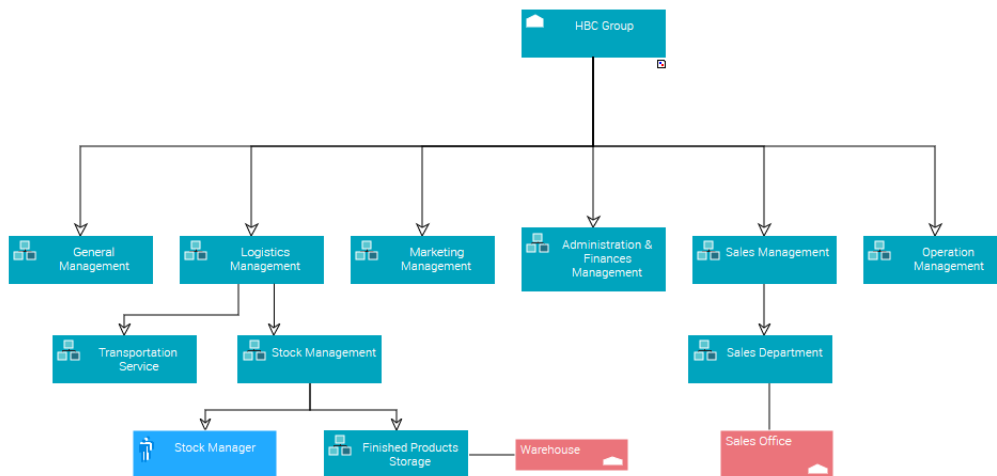 HBC Group
General
Management
Logistics
Management
Marketing
Management
Administration &
Finances
Management
Sales Management
Operation
Management
Transportation
Service
Stock Management
Sales Department
Stock Manager
Finished Products
Storage
Warehouse
Sales Office